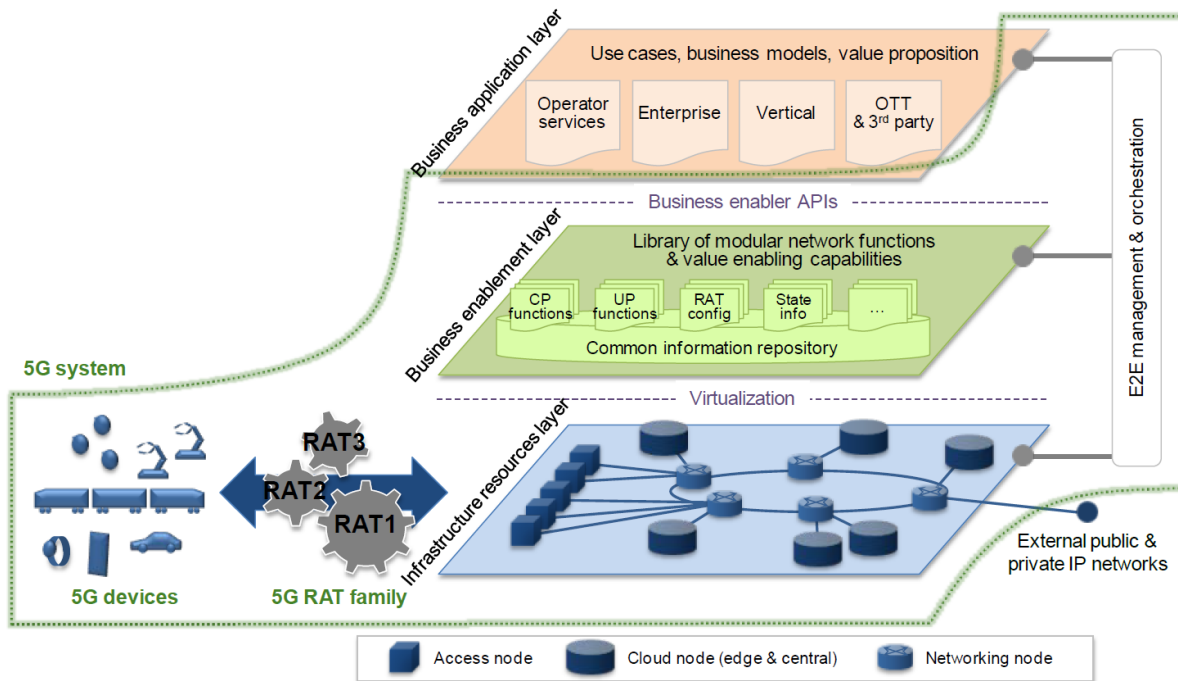 Business application layer
Use cases, business models, value proposition
Operator
services
Enterprise
Vertical
OTT
& 3rd party
Business enabler APIs
Business enablement layer
Library of modular network functions
& value enabling capabilities
CP
functions
UP
functions
RAT
config
State
info
...
Common information repository
E2E management & orchestration
5G system
Virtualization
Infrastructure resources layer
RAT3
RAT2
RAT1
5G devices
5G RAT family
External public &
private IP networks
Access node
Cloud node (edge & central)
Networking node